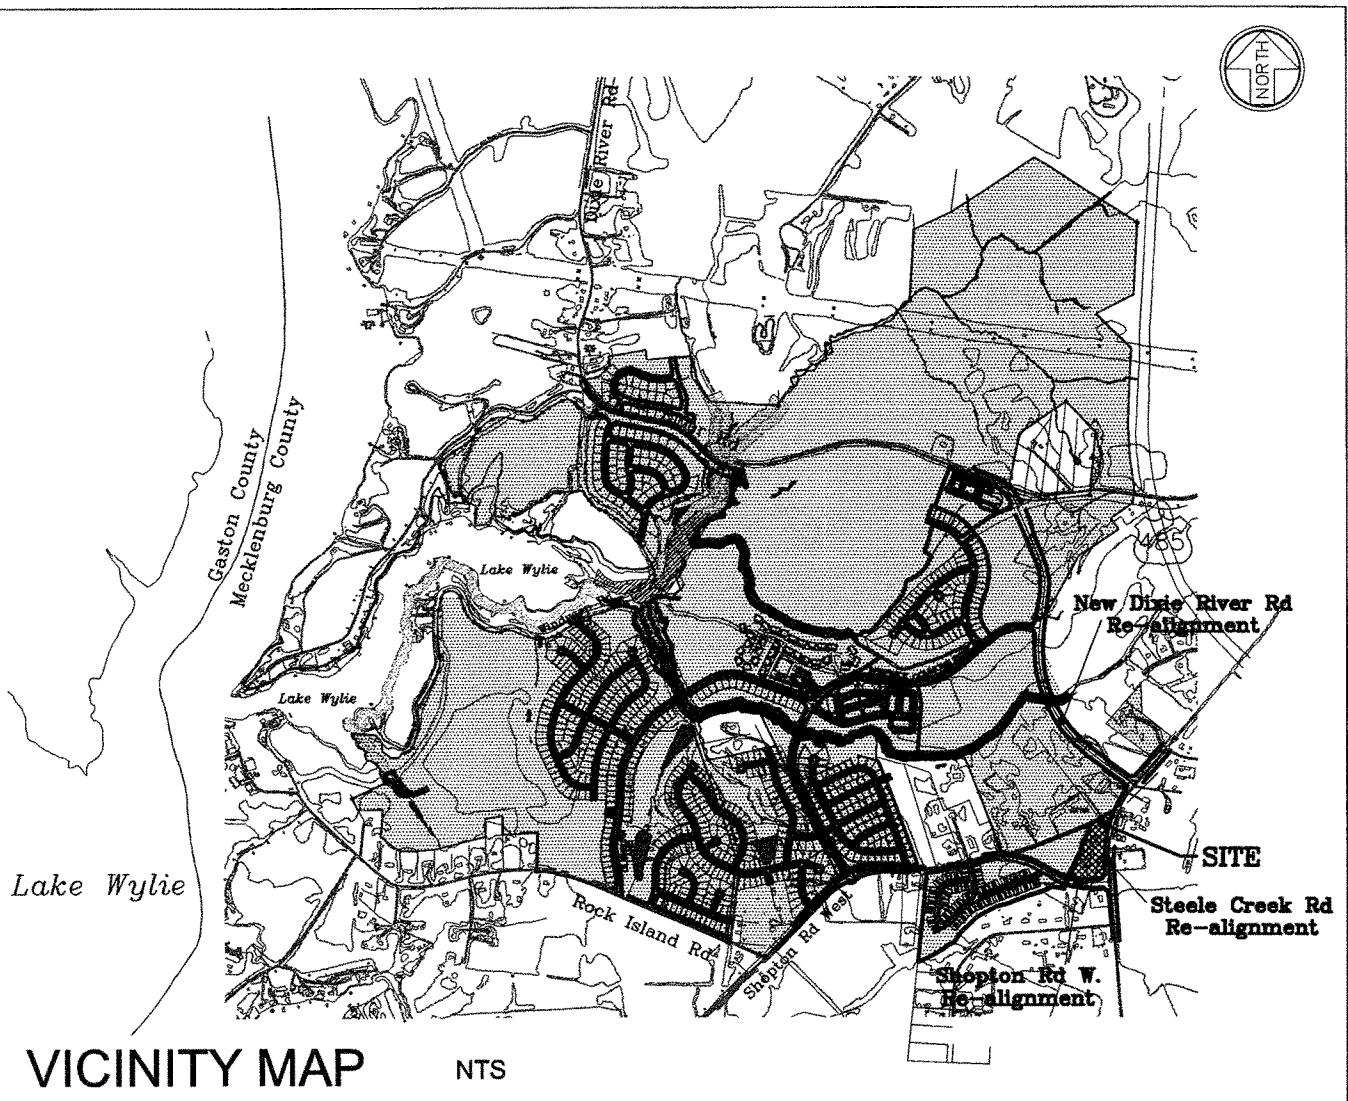 NORTH
Dixie River Rd
Gaston County
Mecklenburg County
Rd
Lake Wylie
485
New Dixie River Rd
Re-alignment
Lake Wylie
SITE
Lake Wylie
Rock Island Rd
Shopton Rd West
Steele Creek Rd
Re-alignment
Shopton Rd W.
Re-alignment
VICINITY MAP
NTS